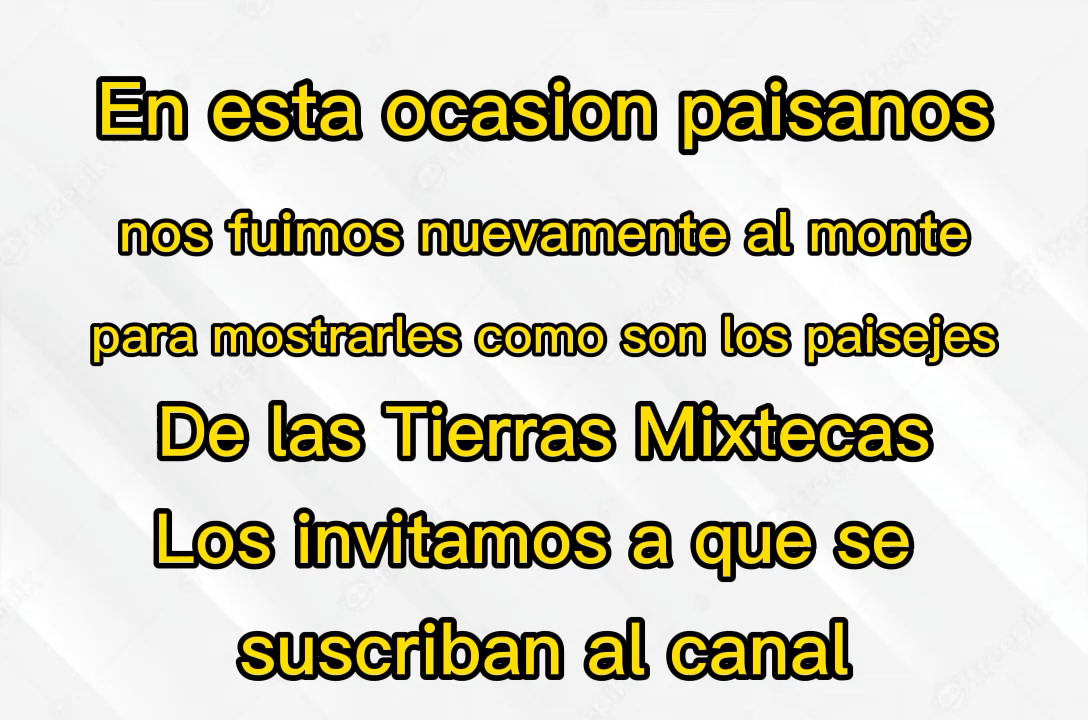 En esta ocasion paisanos
nos fuimos nuevamente al monte
para mostrarles como son los paisejes
De las Tierras Mixtecas
Los invitamos a que se
suscriban al canal